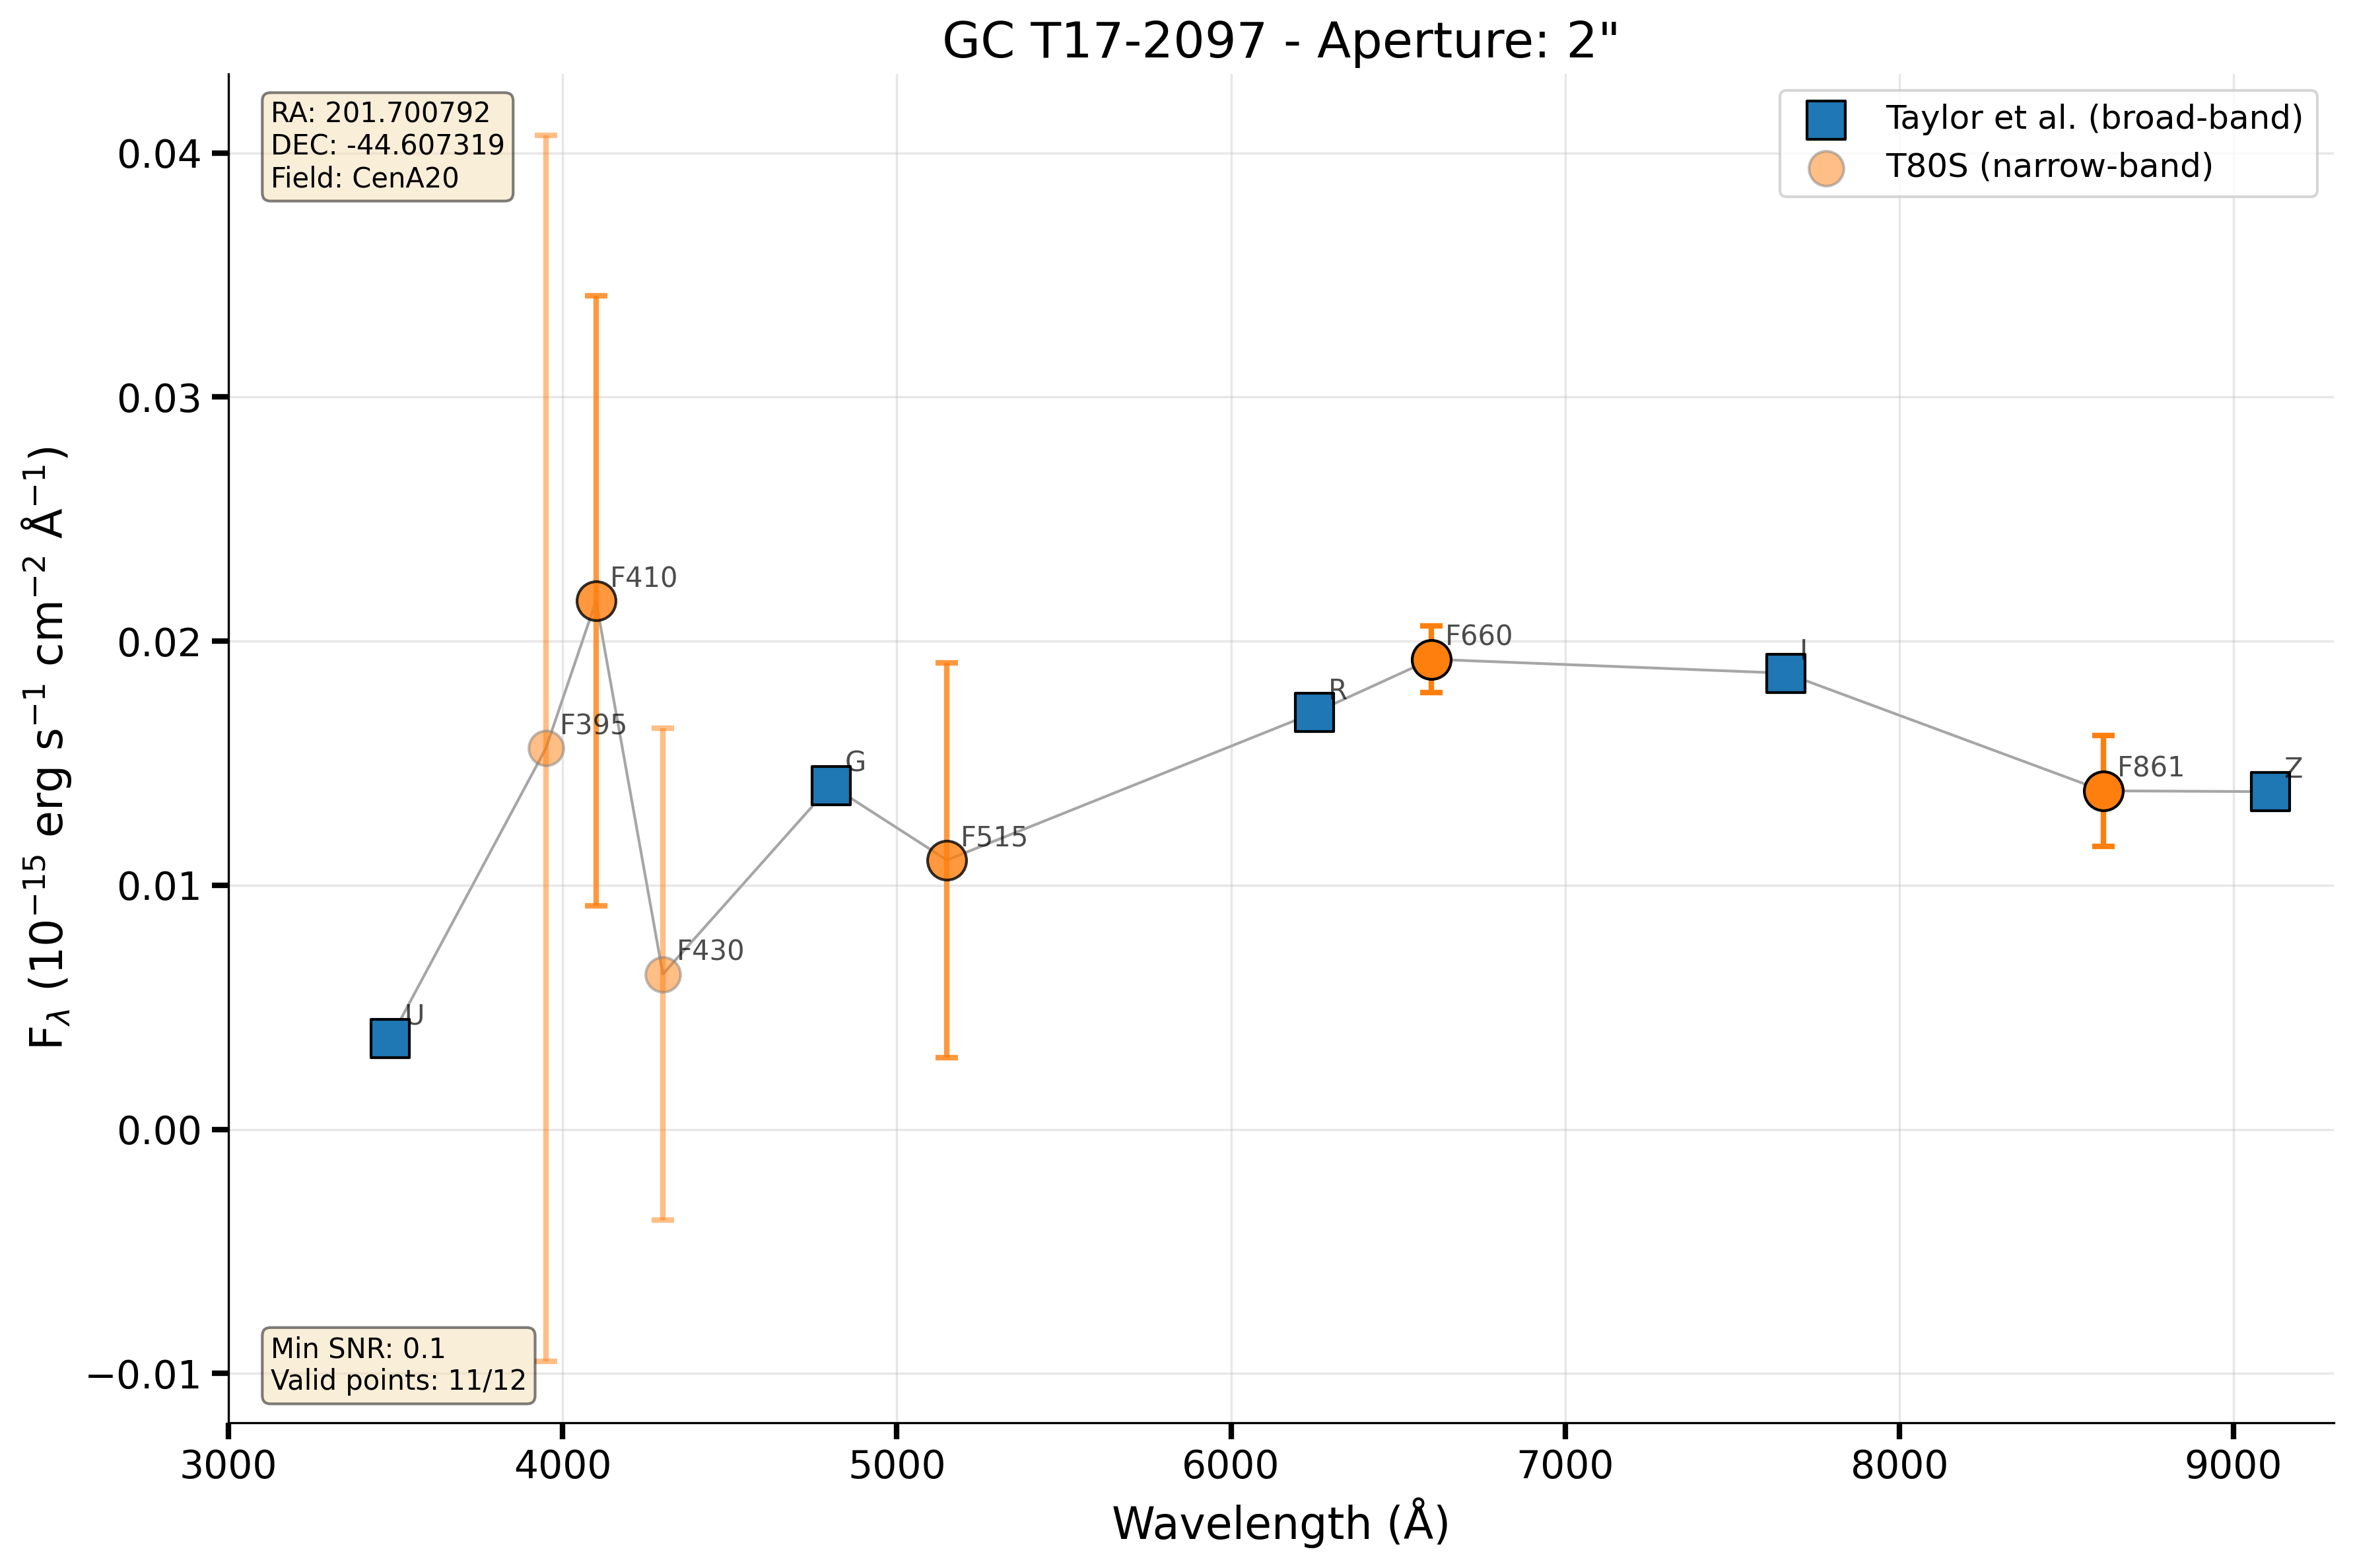 GC T17-2097 - Aperture: 2"
RA: 201.700792
DEC: -44.607319
Field: CenA20
Taylor et al. (broad-band)
T80S (narrow-band)
0.04
0.03
0.02
0.01
0.00
−0.01
F$_λ$ (10$^{−15}$ erg s$^{−1}$ cm$^{−2}$ Å$^{−1}$)
U
F395
F410
F430
G
F515
R
F660
I
F861
Z
Min SNR: 0.1
Valid points: 11/12
3000 4000 5000 6000 7000 8000 9000
Wavelength (Å)